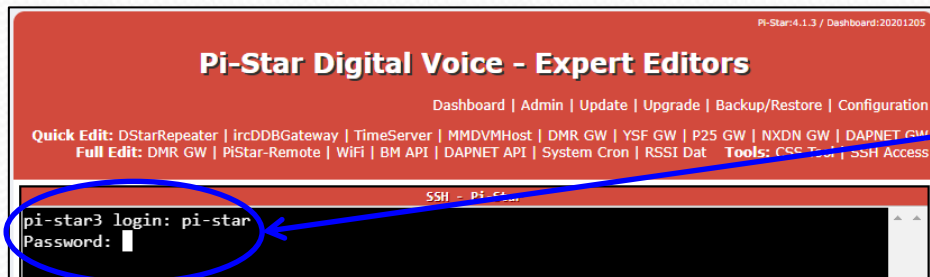 Pi-Star:4.1.3 / Dashboard:20201205
Pi-Star Digital Voice - Expert Editors
Dashboard | Admin | Update | Upgrade | Backup/Restore | Configuration
Quick Edit: DStarRepeater | ircDDBGateway | TimeServer | MMDVMHost | DMR GW | YSF GW | P25 GW | NXDN GW | DAPNET GW
Full Edit: DMR GW | PiStar-Remote | WiFi | BM API | DAPNET API | System Cron | RSSI Dat Tools: CSS Tool | SSH Access
SSH - Pi-Star
pi-star3 login: pi-star
Password: